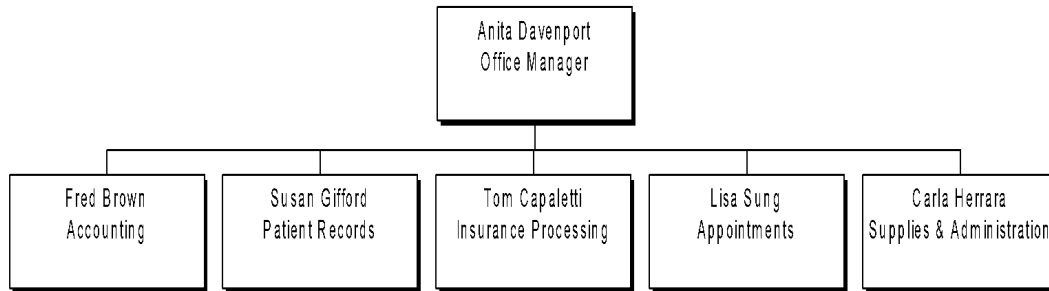 Anita Davenport
Office Manager
Fred Brown
Accounting
Susan Gifford
Patient Records
Tom Capaletti
Insurance Processing
Lisa Sung
Appointments
Carla Herrara
Supplies & Administration